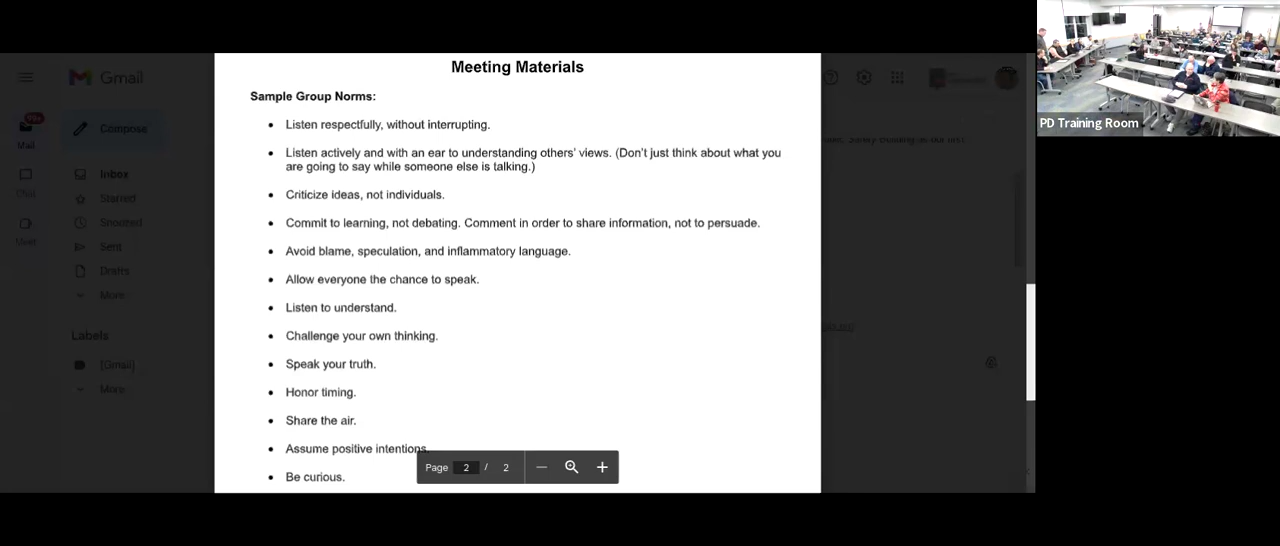 Meeting Materials
Sample Group Norms:
• Listen respectfully, without interrupting.
• Listen actively and with an ear to understanding others' views. (Don't just think about what you
are going to say while someone else is talking.)
• Criticize ideas, not individuals.
• Commit to learning, not debating. Comment in order to share information, not to persuade.
• Avoid blame, speculation, and inflammatory language.
• Allow everyone the chance to speak.
• Listen to understand.
• Challenge your own thinking.
• Speak your truth.
• Honor timing.
• Share the air.
• Assume positive intentions.
• Be curious.
Page 2 / 2
Gmail
Compose
Mail
Chat
Meet
Inbox
Starred
Snoozed
Sent
Drafts
More
Labels
[Gmail]
More
PD Training Room